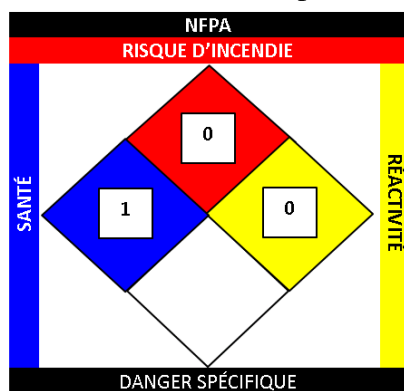 NFPA
RISQUE D'INCENDIE
0
SANTÉ
1
0
RÉACTIVITÉ
DANGER SPÉCIFIQUE